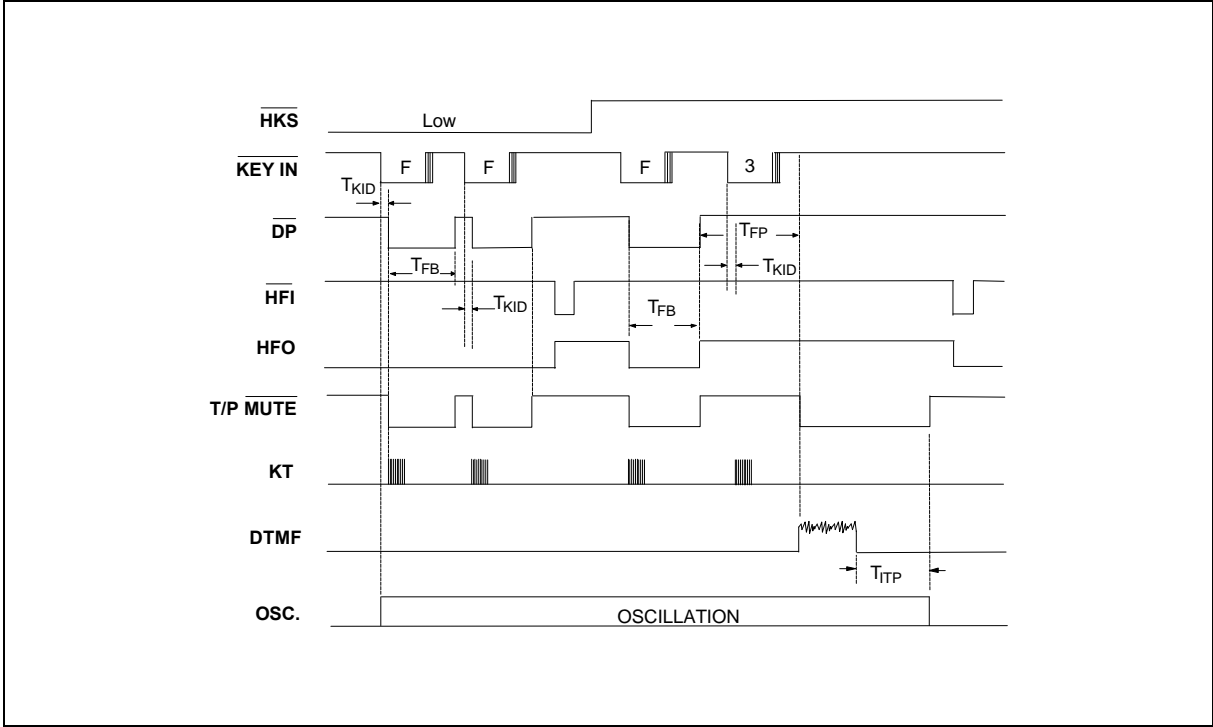 HKS Low
KEY IN F F F 3
TKID
DP TFP
TFB TKID
HFI TKID TFB
HFO
T/P MUTE
KT
DTMF
TITP
OSC. OSCILLATION